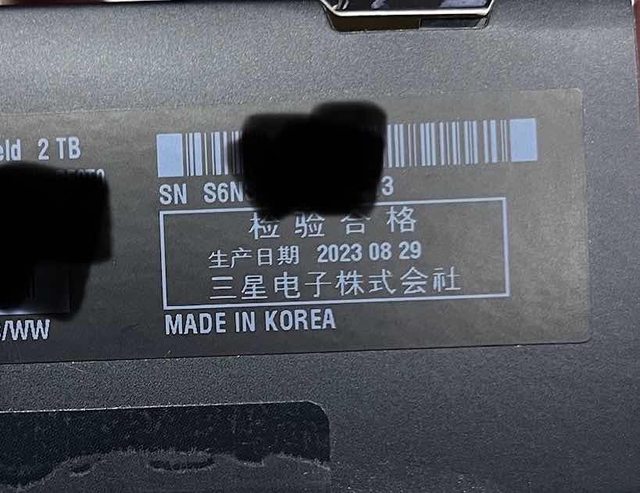 eld 2 TB
SN S6N 3
检验合格
生产日期 2023 08 29
三星电子株式会社
/WW
MADE IN KOREA